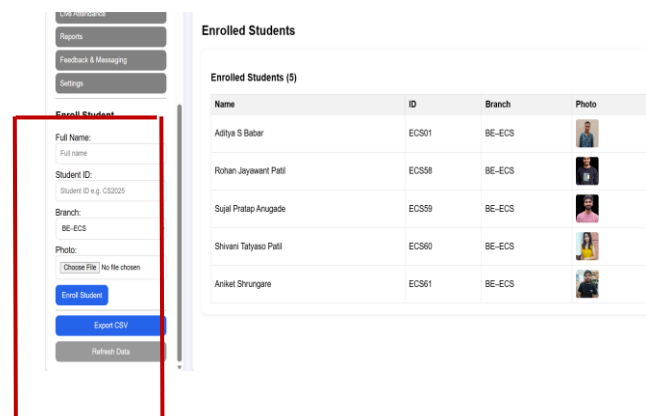 Live Attendance
Reports
Feedback & Messaging
Settings
Enroll Student
Full Name:
Full name
Student ID:
Student ID e.g. CS2025
Branch:
BE-ECS
Photo:
Choose File No file chosen
Enroll Student
Export CSV
Refresh Data
Enrolled Students
Enrolled Students (5)
Name ID Branch Photo
Aditya S Babar ECS01 BE–ECS
Rohan Jayawant Patil ECS58 BE–ECS
Sujal Pratap Anugade ECS59 BE–ECS
Shivani Tatyaso Patil ECS60 BE–ECS
Aniket Shrungare ECS61 BE–ECS